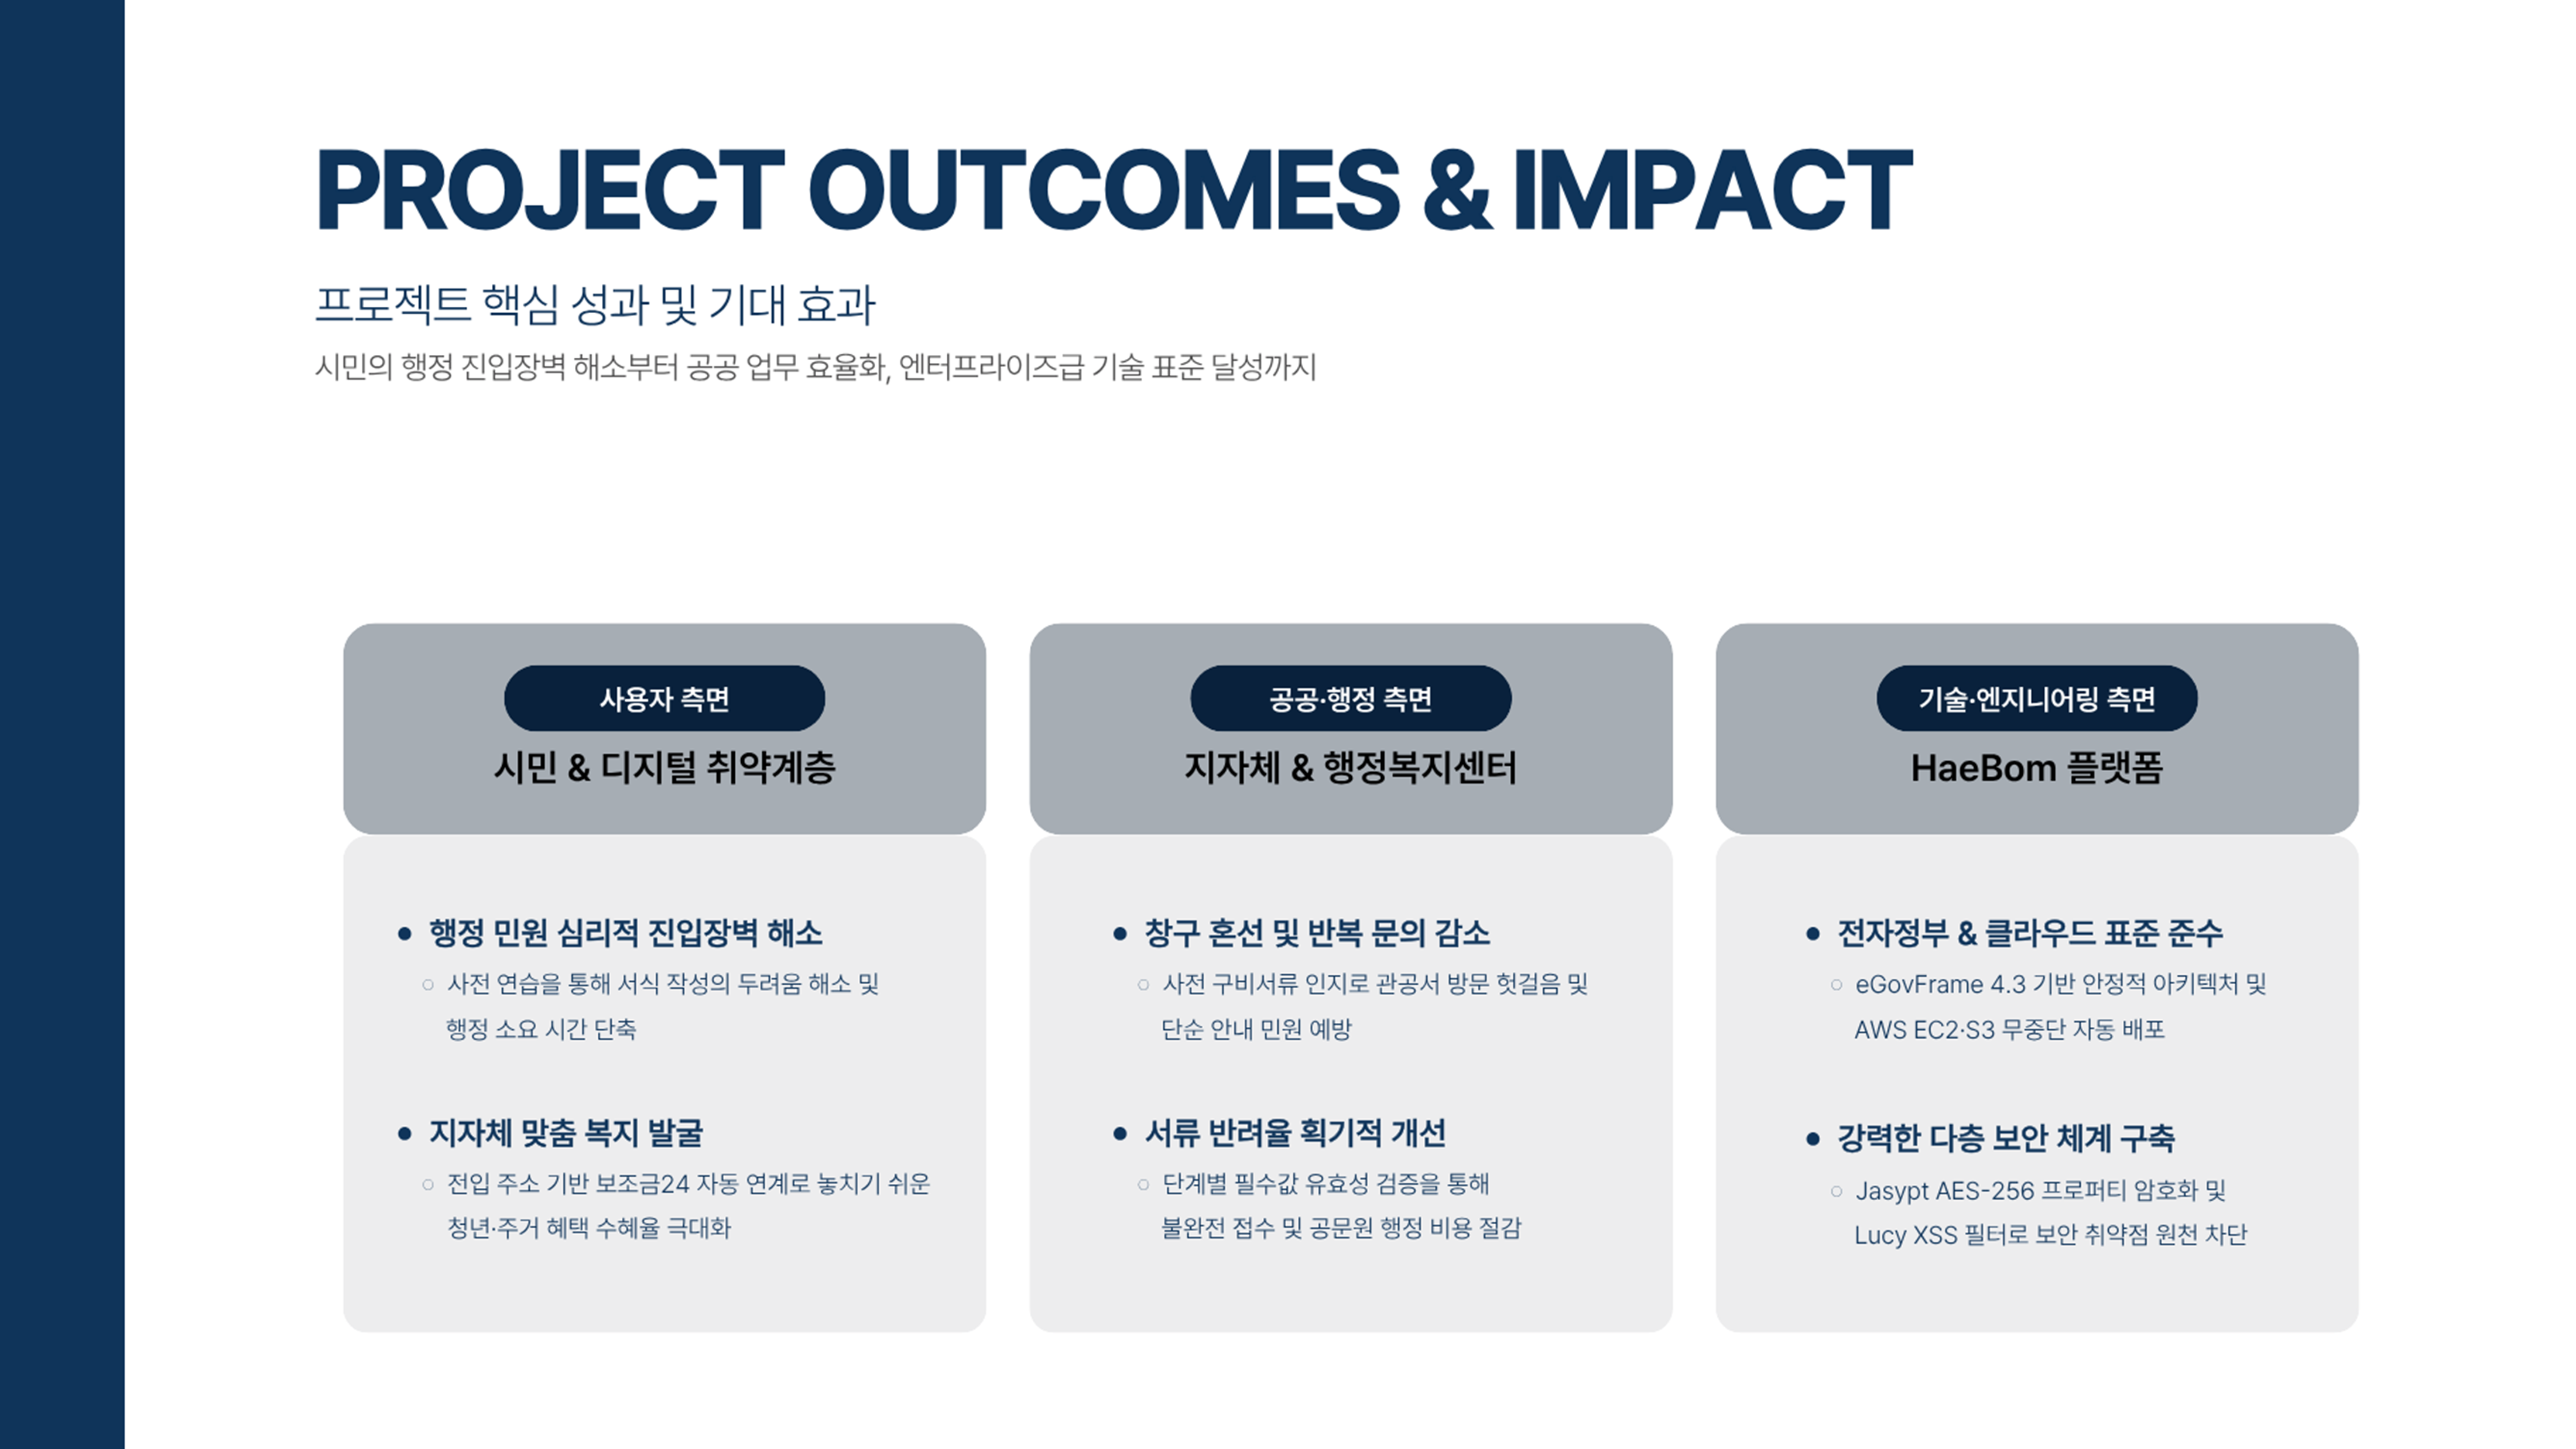 PROJECT OUTCOMES & IMPACT
프로젝트 핵심 성과 및 기대 효과
시민의 행정 진입장벽 해소부터 공공 업무 효율화, 엔터프라이즈급 기술 표준 달성까지
사용자 측면
시민 & 디지털 취약계층
● 행정 민원 심리적 진입장벽 해소
○ 사전 연습을 통해 서식 작성의 두려움 해소 및
행정 소요 시간 단축
● 지자체 맞춤 복지 발굴
○ 전입 주소 기반 보조금24 자동 연계로 놓치기 쉬운
청년·주거 혜택 수혜율 극대화
공공·행정 측면
지자체 & 행정복지센터
● 창구 혼선 및 반복 문의 감소
○ 사전 구비서류 인지로 관공서 방문 헛걸음 및
단순 안내 민원 예방
● 서류 반려율 획기적 개선
○ 단계별 필수값 유효성 검증을 통해
불완전 접수 및 공문원 행정 비용 절감
기술·엔지니어링 측면
HaeBom 플랫폼
● 전자정부 & 클라우드 표준 준수
○ eGovFrame 4.3 기반 안정적 아키텍처 및
AWS EC2·S3 무중단 자동 배포
● 강력한 다층 보안 체계 구축
○ Jasypt AES-256 프로퍼티 암호화 및
Lucy XSS 필터로 보안 취약점 원천 차단